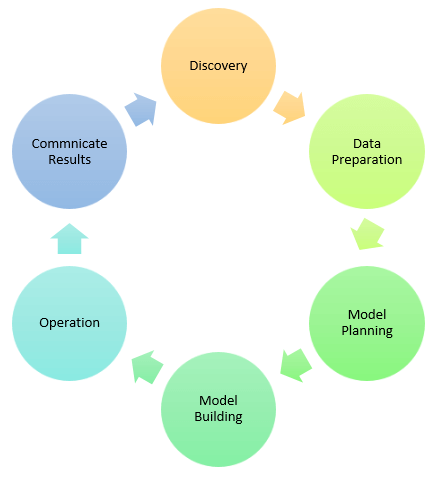 Discovery
Data
Preparation
Model
Planning
Model
Building
Operation
Commnicate
Results